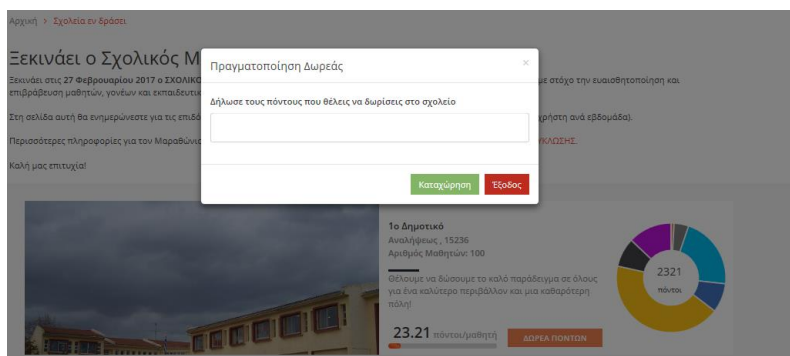 Αρχική > Σχολεία εν δράσει
Ξεκινάει ο Σχολικός Μ
Ξεκινάει στις 27 Φεβρουαρίου 2017 ο ΣΧΟΛΙΚΟ
με στόχο την ευαισθητοποίηση και
επιβράβευση μαθητών, γονέων και εκπαιδευτικ
Στη σελίδα αυτή θα ενημερώνεστε για τις επιδό
χρήστη ανά εβδομάδα).
Περισσότερες πληροφορίες για τον Μαραθώνιο
ΥΚΛΩΣΗΣ.
Καλή μας επιτυχία!
Πραγματοποίηση Δωρεάς ×
Δήλωσε τους πόντους που θέλεις να δωρίσεις στο σχολείο
Καταχώρηση Έξοδος
1ο Δημοτικό
Αναλήψεως , 15236
Αριθμός Μαθητών: 100
Θέλουμε να δώσουμε το καλό παράδειγμα σε όλους
για ένα καλύτερο περιβάλλον και μια καθαρότερη
πόλη!
23.21 πόντοι/μαθητή
ΔΩΡΕΑ ΠΟΝΤΩΝ
2321
πόντοι